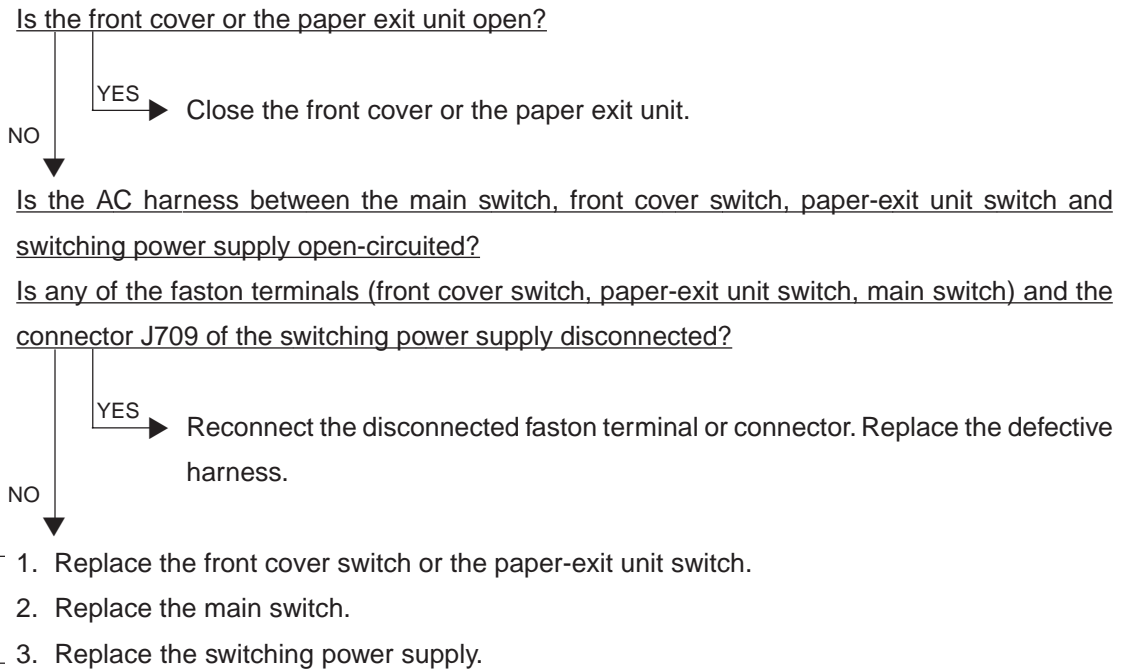 Is the front cover or the paper exit unit open?
YES
Close the front cover or the paper exit unit.
NO
Is the AC harness between the main switch, front cover switch, paper-exit unit switch and
switching power supply open-circuited?
Is any of the faston terminals (front cover switch, paper-exit unit switch, main switch) and the
connector J709 of the switching power supply disconnected?
YES
Reconnect the disconnected faston terminal or connector. Replace the defective
harness.
NO
1. Replace the front cover switch or the paper-exit unit switch.
2. Replace the main switch.
3. Replace the switching power supply.